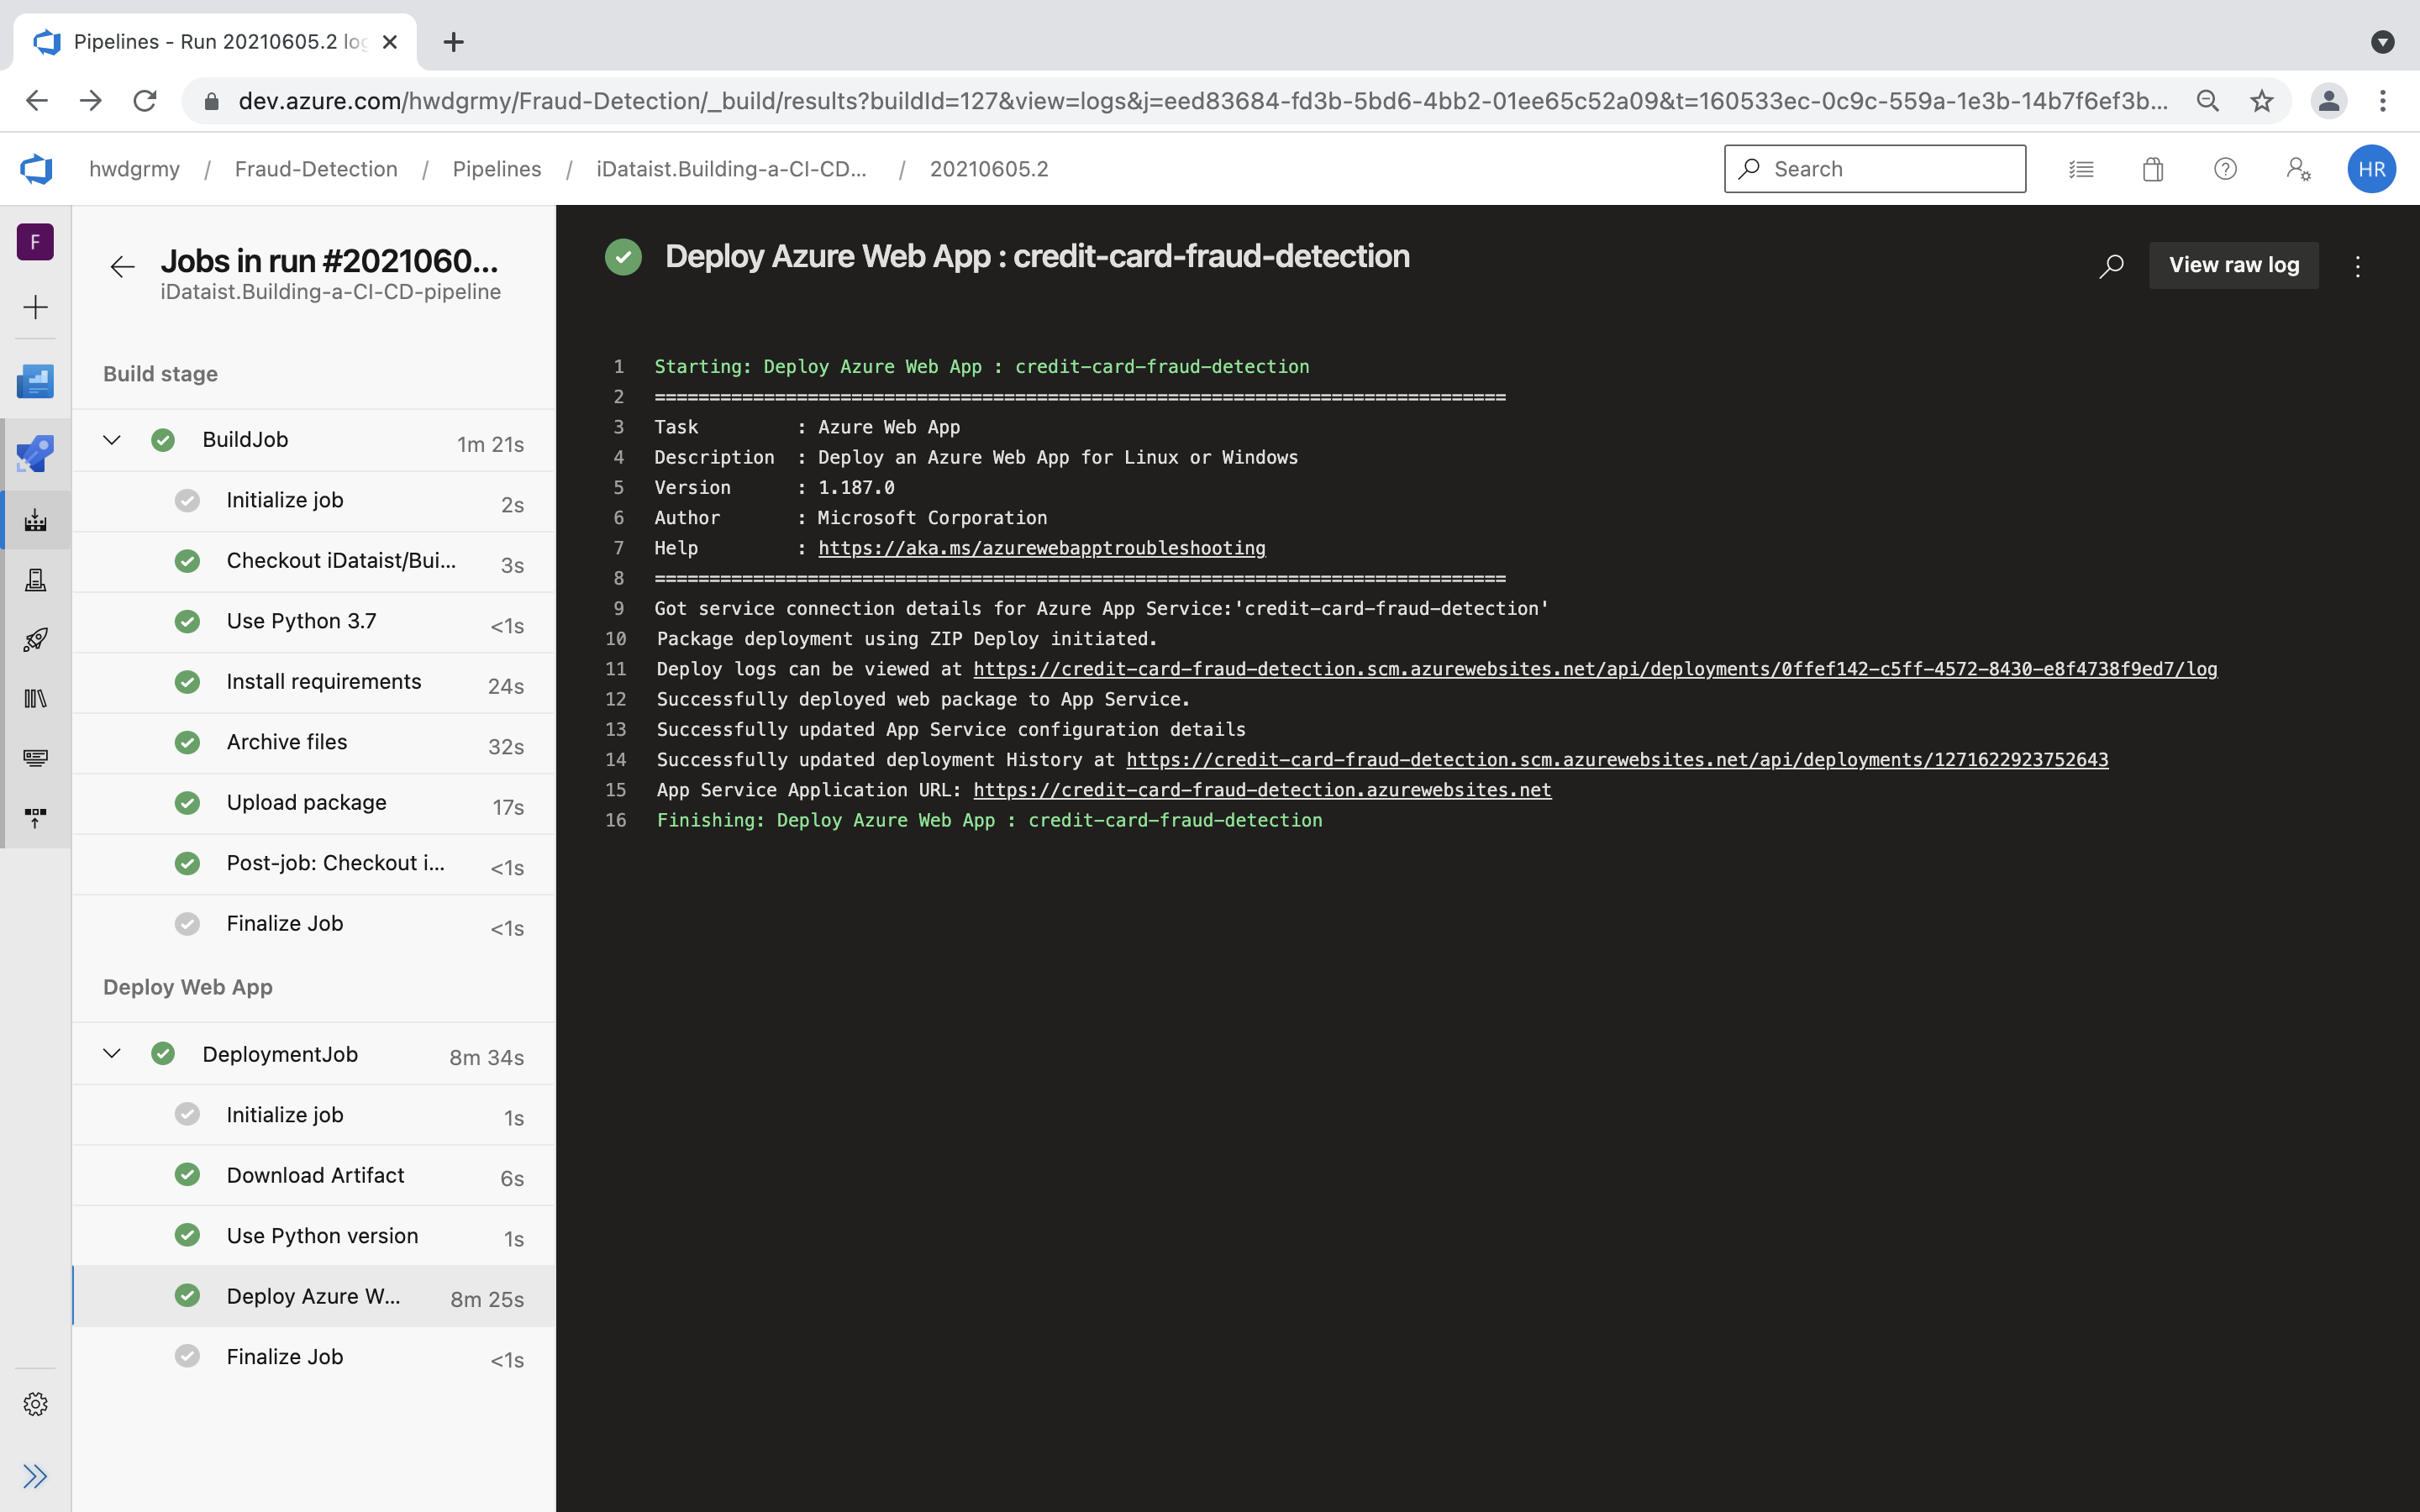 Pipelines - Run 20210605.2 log
dev.azure.com/hwdgrmy/Fraud-Detection/_build/results?buildId=127&view=logs&j=eed83684-fd3b-5bd6-4bb2-01ee65c52a09&t=160533ec-0c9c-559a-1e3b-14b7f6ef3b...
hwdgrmy / Fraud-Detection / Pipelines / iDataist.Building-a-CI-CD... / 20210605.2
Search
HR
F
Jobs in run #2021060...
iDataist.Building-a-CI-CD-pipeline
Build stage
BuildJob 1m 21s
Initialize job 2s
Checkout iDataist/Bui... 3s
Use Python 3.7 <1s
Install requirements 24s
Archive files 32s
Upload package 17s
Post-job: Checkout i... <1s
Finalize Job <1s
Deploy Web App
DeploymentJob 8m 34s
Initialize job 1s
Download Artifact 6s
Use Python version 1s
Deploy Azure W... 8m 25s
Finalize Job <1s
Deploy Azure Web App : credit-card-fraud-detection
View raw log
1 Starting: Deploy Azure Web App : credit-card-fraud-detection
2 ==============================================================================
3 Task : Azure Web App
4 Description : Deploy an Azure Web App for Linux or Windows
5 Version : 1.187.0
6 Author : Microsoft Corporation
7 Help : https://aka.ms/azurewebapptroubleshooting
8 ==============================================================================
9 Got service connection details for Azure App Service:'credit-card-fraud-detection'
10 Package deployment using ZIP Deploy initiated.
11 Deploy logs can be viewed at https://credit-card-fraud-detection.scm.azurewebsites.net/api/deployments/0ffef142-c5ff-4572-8430-e8f4738f9ed7/log
12 Successfully deployed web package to App Service.
13 Successfully updated App Service configuration details
14 Successfully updated deployment History at https://credit-card-fraud-detection.scm.azurewebsites.net/api/deployments/1271622923752643
15 App Service Application URL: https://credit-card-fraud-detection.azurewebsites.net
16 Finishing: Deploy Azure Web App : credit-card-fraud-detection